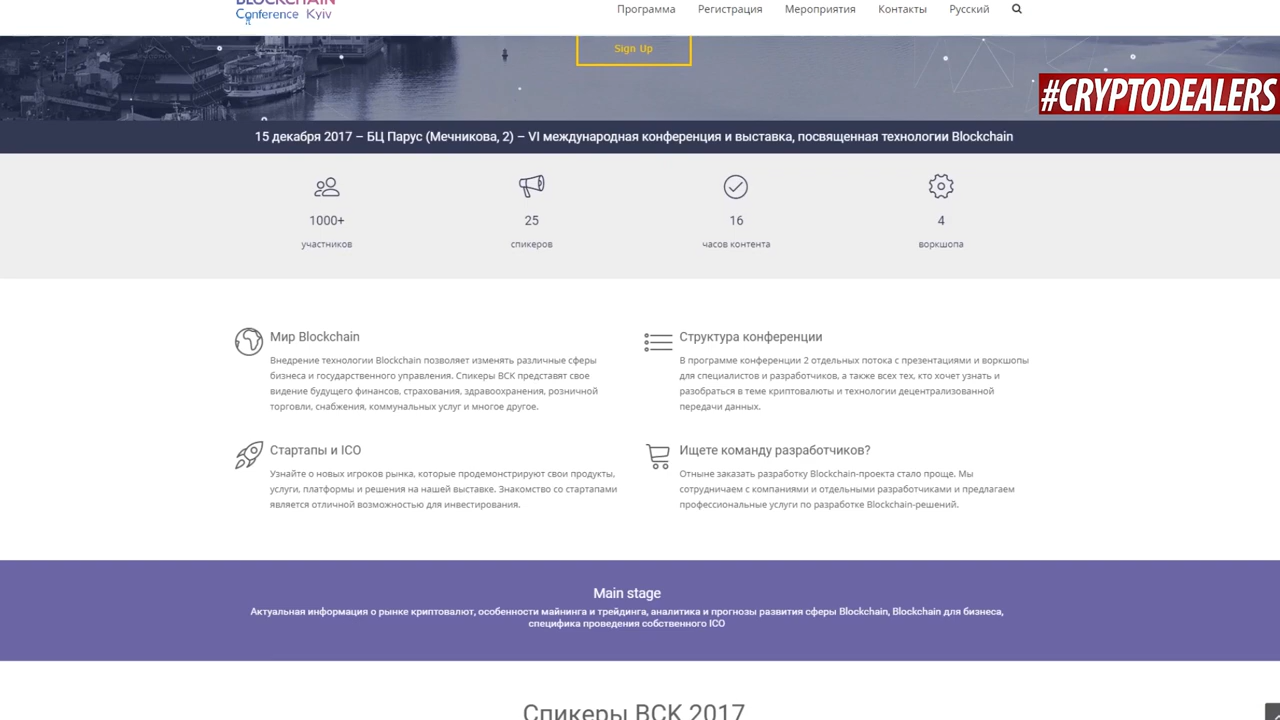 BLOCKCHAIN
Conference Kyiv
Программа Регистрация Мероприятия Контакты Русский
Sign Up
#CRYPTODEALERS
15 декабря 2017 – БЦ Парус (Мечникова, 2) – VI международная конференция и выставка, посвященная технологии Blockchain
1000+ 25 16 4
участников спикеров часов контента воркшопа
Мир Blockchain
Внедрение технологии Blockchain позволяет изменять различные сферы
бизнеса и государственного управления. Спикеры BCK представят свое
видение будущего финансов, страхования, здравоохранения, розничной
торговли, снабжения, коммунальных услуг и многое другое.
Структура конференции
В программе конференции 2 отдельных потока с презентациями и воркшопы
для специалистов и разработчиков, а также всех тех, кто хочет узнать и
разобраться в теме криптовалюты и технологии децентрализованной
передачи данных.
Стартапы и ICO
Узнайте о новых игроков рынка, которые продемонстрируют свои продукты,
услуги, платформы и решения на нашей выставке. Знакомство со стартапами
является отличной возможностью для инвестирования.
Ищете команду разработчиков?
Отныне заказать разработку Blockchain-проекта стало проще. Мы
сотрудничаем с компаниями и отдельными разработчиками и предлагаем
профессиональные услуги по разработке Blockchain-решений.
Main stage
Актуальная информация о рынке криптовалют, особенности майнинга и трейдинга, аналитика и прогнозы развития сферы Blockchain, Blockchain для бизнеса,
специфика проведения собственного ICO
Спикеры BCK 2017